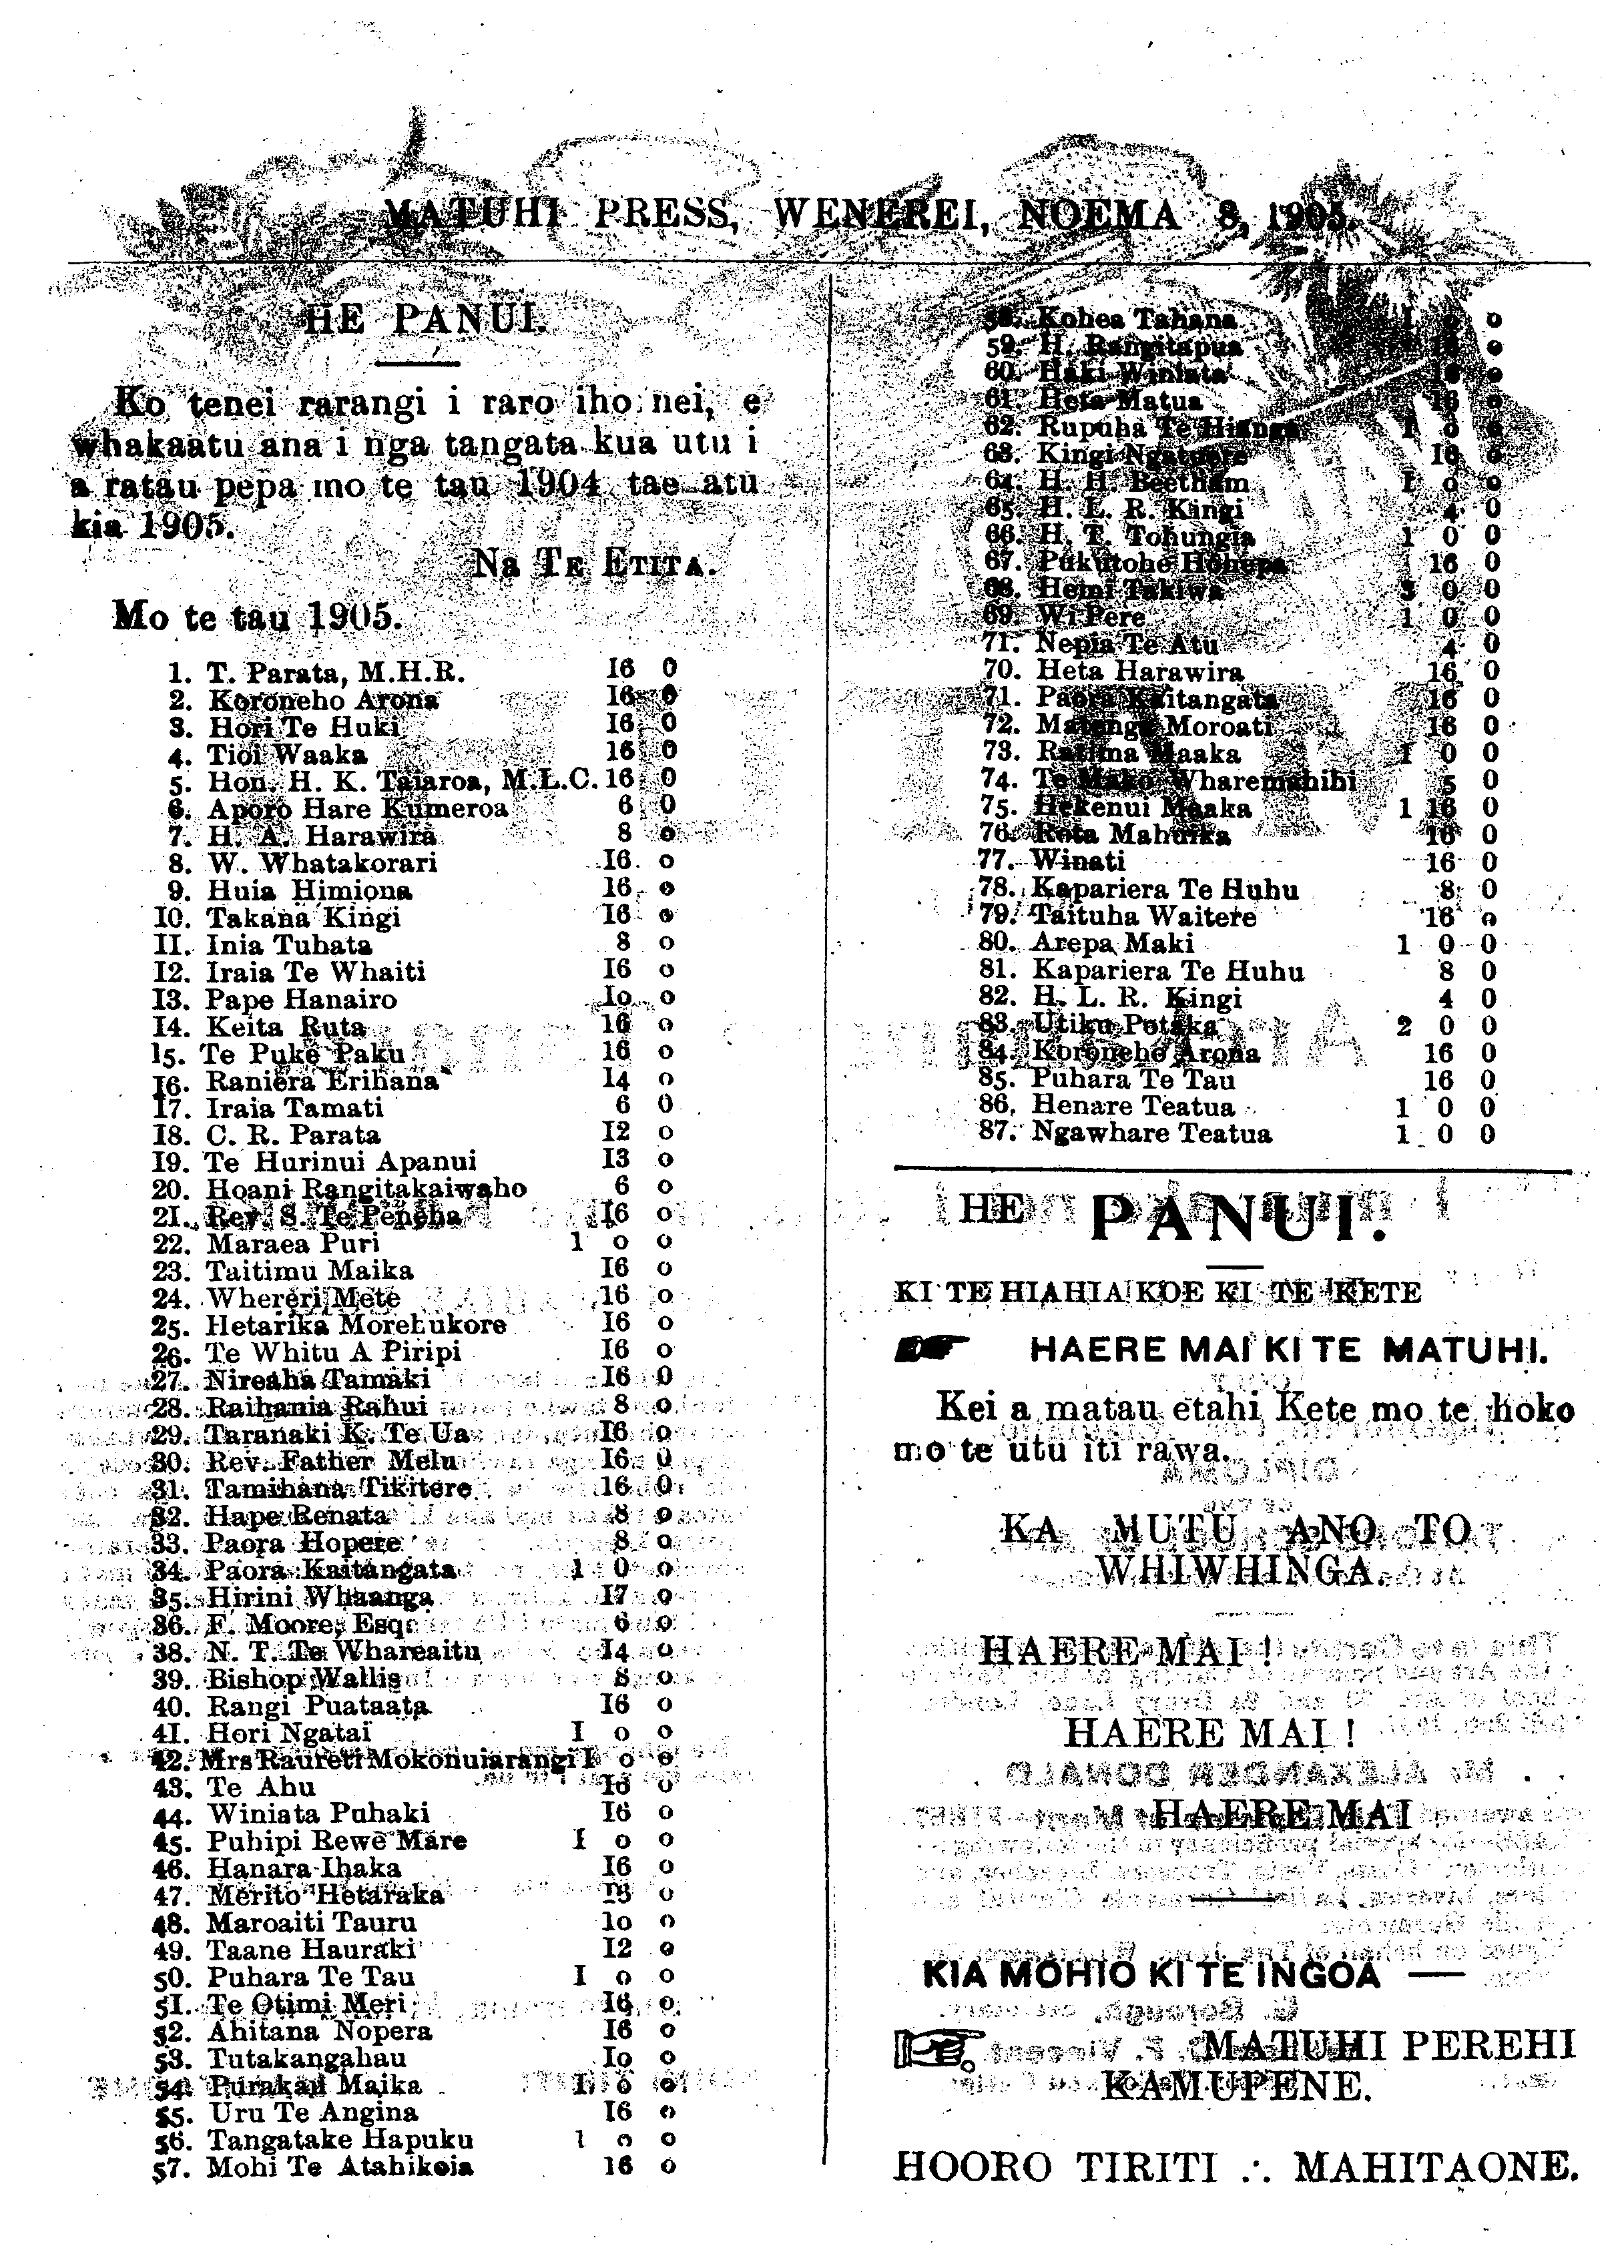 MATUHI PRESS, WENEREI, NOEMA 8, 1905.
HE PANUI.
Ko tenei rarangi i raro iho nei, e
whakaatu ana i nga tangata kua utu i
a ratau pepa mo te tau 1904 tae atu
kia 1905.
Na TE ETITA.
Mo te tau 1905.
1. T. Parata, M.H.R. 16 0
2. Koroneho Arona 16 0
3. Hori Te Huki 16 0
4. Tioi Waaka 16 0
5. Hon. H. K. Taiaroa, M.L.C. 16 0
6. Aporo Hare Kumeroa 6 0
7. H. A. Harawira 8 0
8. W. Whatakorari 16 0
9. Huia Himiona 16 0
10. Takana Kingi 16 0
11. Inia Tuhata 8 0
12. Iraia Te Whaiti 16 0
13. Pape Hanairo 10 0
14. Keita Ruta 16 0
15. Te Puke Paku 16 0
16. Raniera Erihana 14 0
17. Iraia Tamati 6 0
18. C. R. Parata 12 0
19. Te Hurinui Apanui 13 0
20. Hoani Rangitakaiwaho 6 0
21. Rev. S. Te Peneha 16 0
22. Maraea Puri 1 0 0
23. Taitimu Maika 16 0
24. Whereri Mete 16 0
25. Hetarika Morehukore 16 0
26. Te Whitu A Piripi 16 0
27. Nireaha Tamaki 16 0
28. Raihania Rahui 8 0
29. Taranaki K. Te Ua 16 0
30. Rev. Father Melu 16 0
31. Tamihana Tikitere 16 0
32. Hape Renata 8 0
33. Paora Hopere 8 0
34. Paora Kaitangata 1 0 0
35. Hirini Whaanga 17 0
36. F. Moore, Esqr 6 0
38. N. T. Te Whareaitu 14 0
39. Bishop Wallis 8 0
40. Rangi Puataata 16 0
41. Hori Ngatai 1 0 0
42. Mrs Raureti Mokonuiarangi 1 0 0
43. Te Ahu 16 0
44. Winiata Puhaki 16 0
45. Puhipi Rewe Mare 1 0 0
46. Hanara Ihaka 16 0
47. Merito Hetaraka 16 0
48. Maroaiti Tauru 10 0
49. Taane Hauraki 12 0
50. Puhara Te Tau 1 0 0
51. Te Otimi Meri 16 0
52. Ahitana Nopera 16 0
53. Tutakangahau 10 0
54. Purakau Maika 1 0 0
55. Uru Te Angina 16 0
56. Tangatake Hapuku 1 0 0
57. Mohi Te Atahikoia 16 0
58. Kohea Tahana 1 0 0
59. H. Rangitapua 16 0
60. Haki Winiata 16 0
61. Heta Matua 16 0
62. Rupuha Te Hianga 1 0 0
63. Kingi Ngatuere 16 0
64. H. H. Beetham 1 0 0
65. H. L. R. Kingi 4 0
66. H. T. Tohungia 1 0 0
67. Pukutohe Hohepa 16 0
68. Hemi Takiwa 3 0 0
69. Wi Pere 1 0 0
71. Nepia Te Atu 4 0
70. Heta Harawira 16 0
71. Paora Kaitangata 16 0
72. Matenga Moroati 16 0
73. Ratima Maaka 1 0 0
74. Te Mako Wharemahihi 5 0
75. Hekenui Maaka 1 16 0
76. Rota Mahuika 16 0
77. Winati 16 0
78. Kapariera Te Huhu 8 0
79. Taituha Waitere 16 0
80. Arepa Maki 1 0 0
81. Kapariera Te Huhu 8 0
82. H. L. R. Kingi 4 0
83. Utiku Potaka 2 0 0
84. Koroneho Arona 16 0
85. Puhara Te Tau 16 0
86. Henare Teatua 1 0 0
87. Ngawhare Teatua 1 0 0
HE PANUI.
KI TE HIAHIA KOE KI TE KETE
HAERE MAI KI TE MATUHI.
Kei a matau etahi Kete mo te hoko
mo te utu iti rawa.
KA MUTU ANO TO
WHIWHINGA.
HAERE MAI !
HAERE MAI !
HAERE MAI
KIA MOHIO KI TE INGOA —
MATUHI PEREHI
KAMUPENE.
HOORO TIRITI ∴ MAHITAONE.